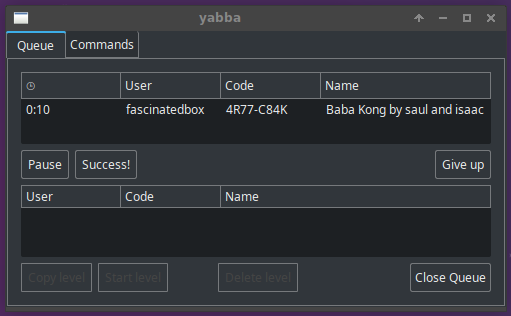 yabba
Queue Commands
User Code Name
0:10 fascinatedbox 4R77-C84K Baba Kong by saul and isaac
Pause Success! Give up
User Code Name
Copy level Start level Delete level Close Queue